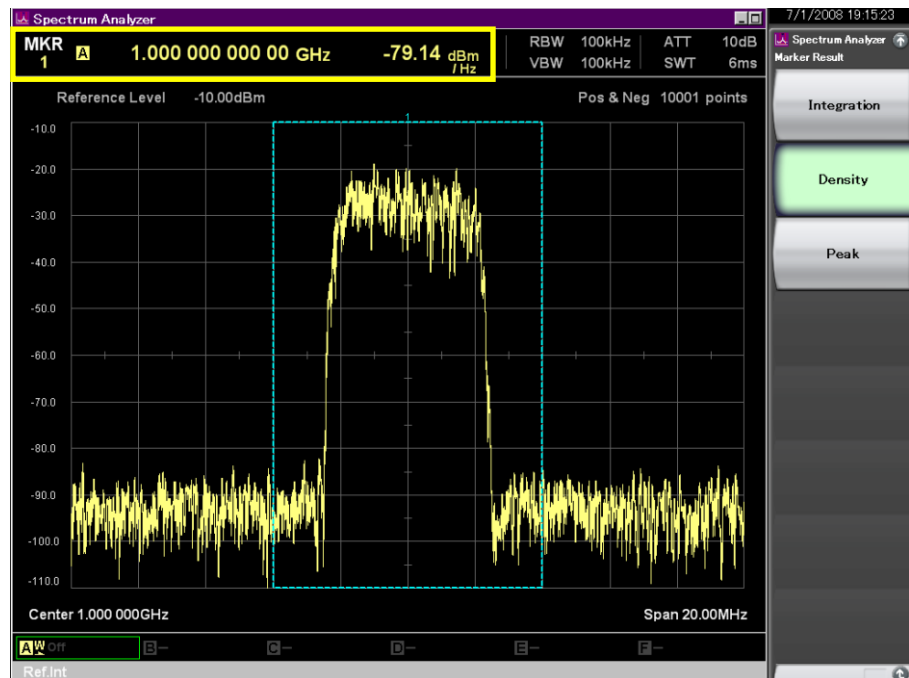 Spectrum Analyzer
7/1/2008 19:15:23
MKR A 1.000 000 000 00 GHz -79.14 dBm
1 /Hz
RBW 100kHz ATT 10dB
VBW 100kHz SWT 6ms
Spectrum Analyzer
Marker Result
Reference Level -10.00dBm Pos & Neg 10001 points
Integration
Density
Peak
1
-10.0
-20.0
-30.0
-40.0
-50.0
-60.0
-70.0
-80.0
-90.0
-100.0
-110.0
Center 1.000 000GHz Span 20.00MHz
A W Off B- C- D- E- F-
Ref.Int